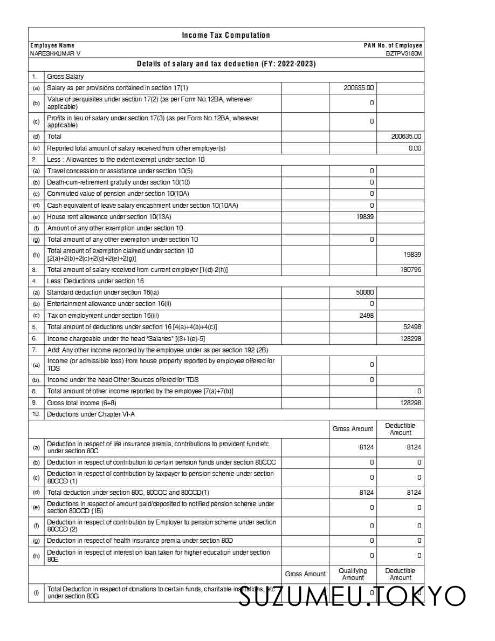 Income Tax Computation
Employee Name PAN No. of Employee
NARESHKUMAR V BZTPV3180M
Details of salary and tax deduction (FY: 2022-2023)
1. Gross Salary
(a) Salary as per provisions contained in section 17(1) 200635.00
(b) Value of perquisites under section 17(2) (as per Form No.12BA, wherever
applicable) 0
(c) Profits in lieu of salary under section 17(3) (as per Form No.12BA, wherever
applicable) 0
(d) Total 200635.00
(e) Reported total amount of salary received from other employer(s) 0.00
2. Less : Allowances to the extent exempt under section 10
(a) Travel concession or assistance under section 10(5) 0
(b) Death-cum-retirement gratuity under section 10(10) 0
(c) Commuted value of pension under section 10(10A) 0
(d) Cash equivalent of leave salary encashment under section 10(10AA) 0
(e) House rent allowance under section 10(13A) 19839
(f) Amount of any other exemption under section 10
(g) Total amount of any other exemption under section 10 0
(h) Total amount of exemption claimed under section 10
[2(a)+2(b)+2(c)+2(d)+2(e)+2(g)] 19839
3. Total amount of salary received from current employer [1(d)-2(h)] 180796
4. Less: Deductions under section 16
(a) Standard deduction under section 16(ia) 50000
(b) Entertainment allowance under section 16(ii) 0
(c) Tax on employment under section 16(iii) 2498
5. Total amount of deductions under section 16 [4(a)+4(b)+4(c)] 52498
6. Income chargeable under the head "Salaries" [(3+1(e)-5] 128298
7. Add: Any other income reported by the employee under as per section 192 (2B)
(a) Income (or admissible loss) from house property reported by employee offered for
TDS 0
(b). Income under the head Other Sources offered for TDS 0
8. Total amount of other income reported by the employee [7(a)+7(b)] 0
9. Gross total income (6+8) 128298
10. Deductions under Chapter VI-A
Gross Amount Deductible
Amount
(a) Deduction in respect of life insurance premia, contributions to provident fund etc.
under section 80C 8124 8124
(b) Deduction in respect of contribution to certain pension funds under section 80CCC 0 0
(c) Deduction in respect of contribution by taxpayer to pension scheme under section
80CCD (1) 0 0
(d) Total deduction under section 80C, 80CCC and 80CCD(1) 8124 8124
(e) Deductions in respect of amount paid/deposited to notified pension scheme under
section 80CCD (1B) 0 0
(f) Deduction in respect of contribution by Employer to pension scheme under section
80CCD (2) 0 0
(g) Deduction in respect of health insurance premia under section 80D 0 0
(h) Deduction in respect of interest on loan taken for higher education under section
80E 0 0
Gross Amount Qualifying
Amount Deductible
Amount
(i) Total Deduction in respect of donations to certain funds, charitable etc.
under section 80G 0
SUZUMEU.TOKYO